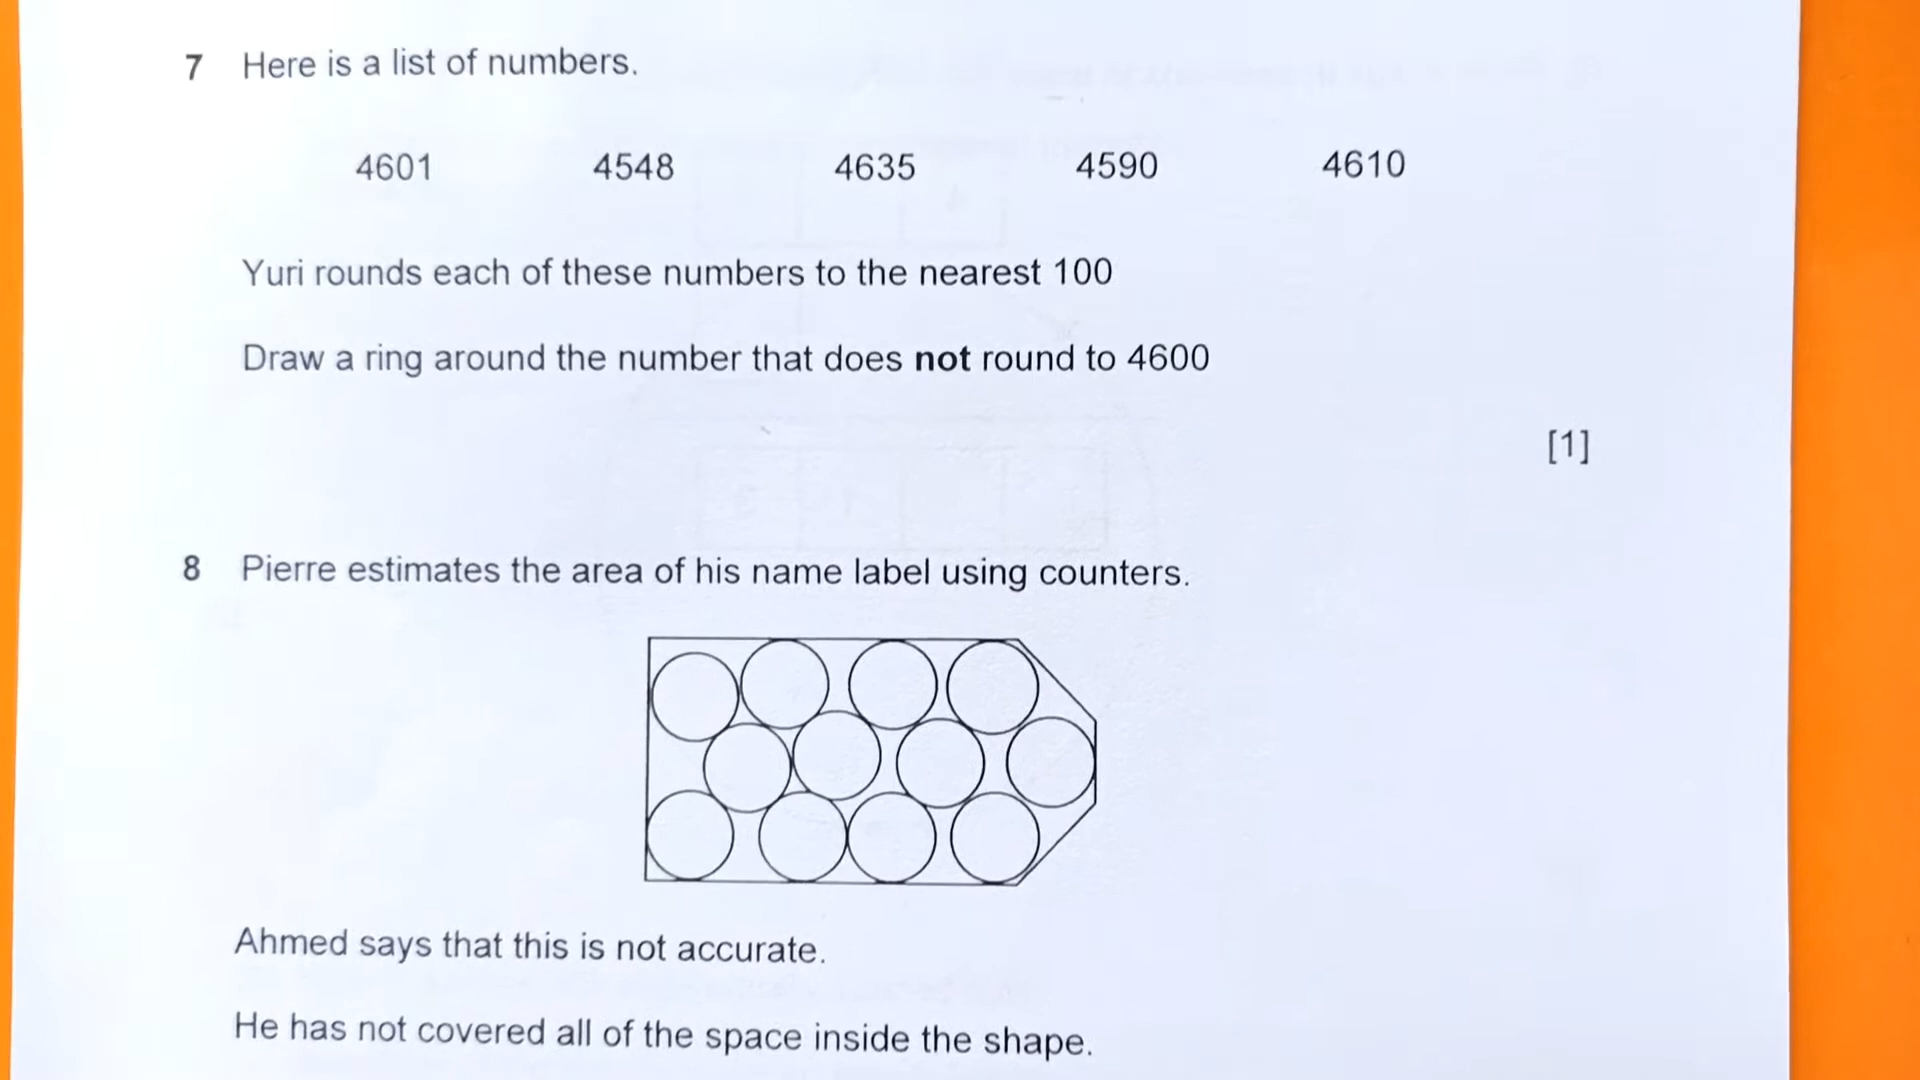 7 Here is a list of numbers.
4601 4548 4635 4590 4610
Yuri rounds each of these numbers to the nearest 100
Draw a ring around the number that does not round to 4600
[1]
8 Pierre estimates the area of his name label using counters.
Ahmed says that this is not accurate.
He has not covered all of the space inside the shape.